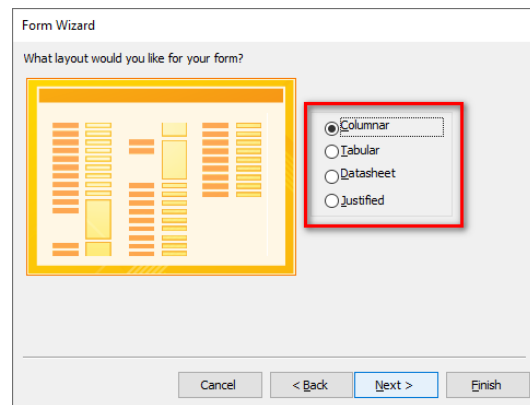 Form Wizard
What layout would you like for your form?
Columnar
Tabular
Datasheet
Justified
Cancel
< Back
Next >
Finish